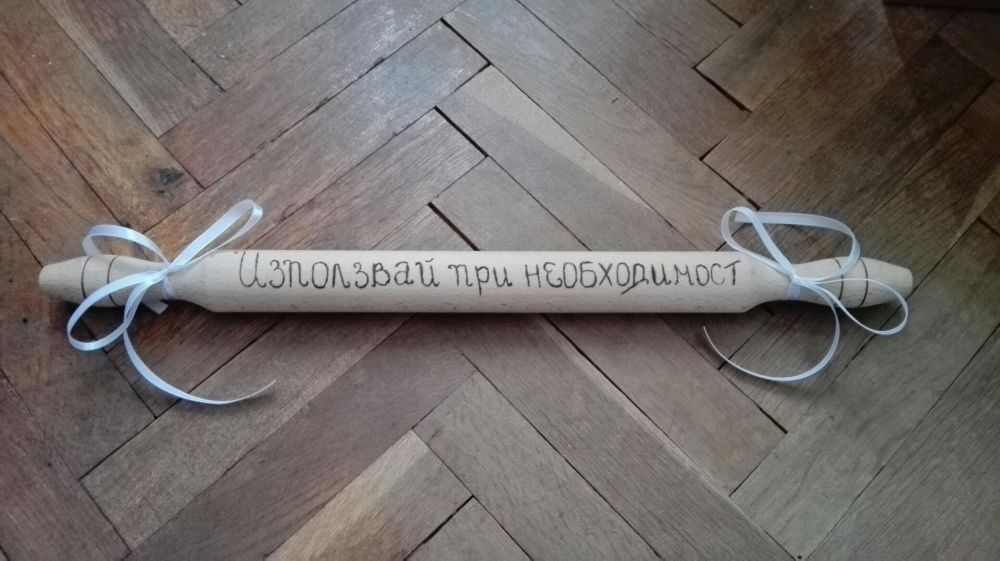 Използвай при необходимост